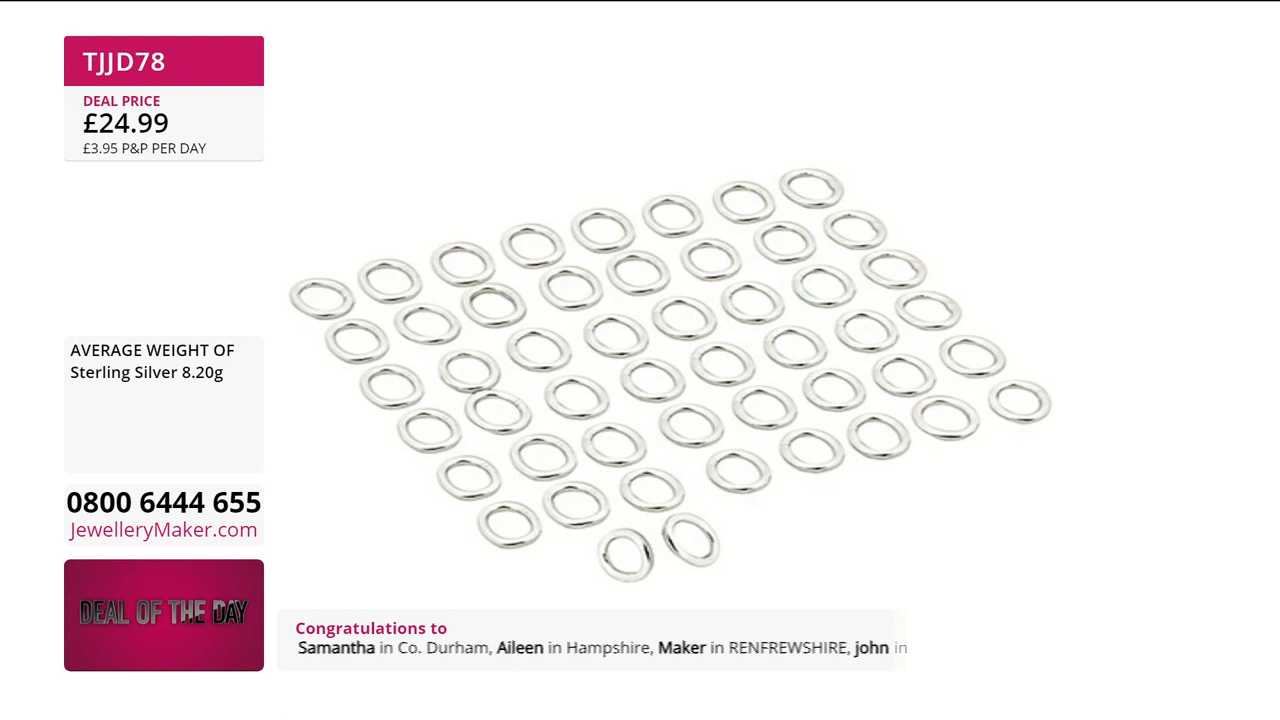 TJJD78
DEAL PRICE
£24.99
£3.95 P&P PER DAY
AVERAGE WEIGHT OF
Sterling Silver 8.20g
0800 6444 655
JewelleryMaker.com
DEAL OF THE DAY
Congratulations to
Samantha in Co. Durham, Aileen in Hampshire, Maker in RENFREWSHIRE, john in